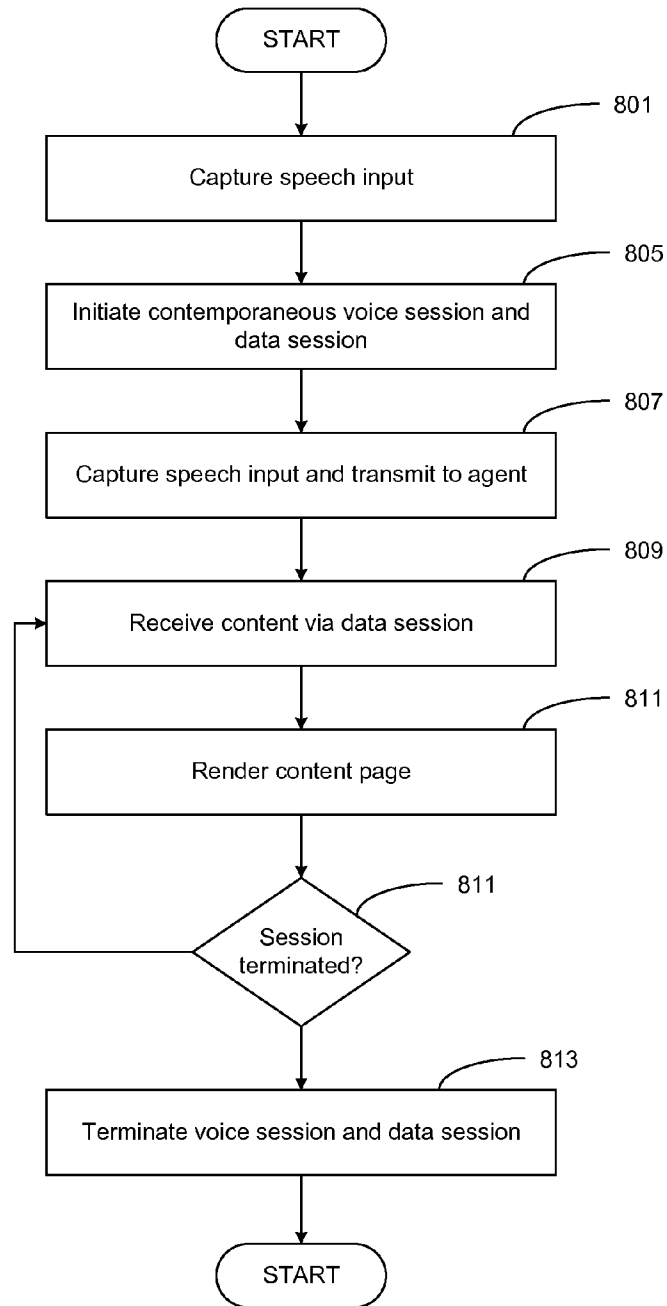 START
801
Capture speech input
805
Initiate contemporaneous voice session and
data session
807
Capture speech input and transmit to agent
809
Receive content via data session
811
Render content page
811
Session
terminated?
813
Terminate voice session and data session
START